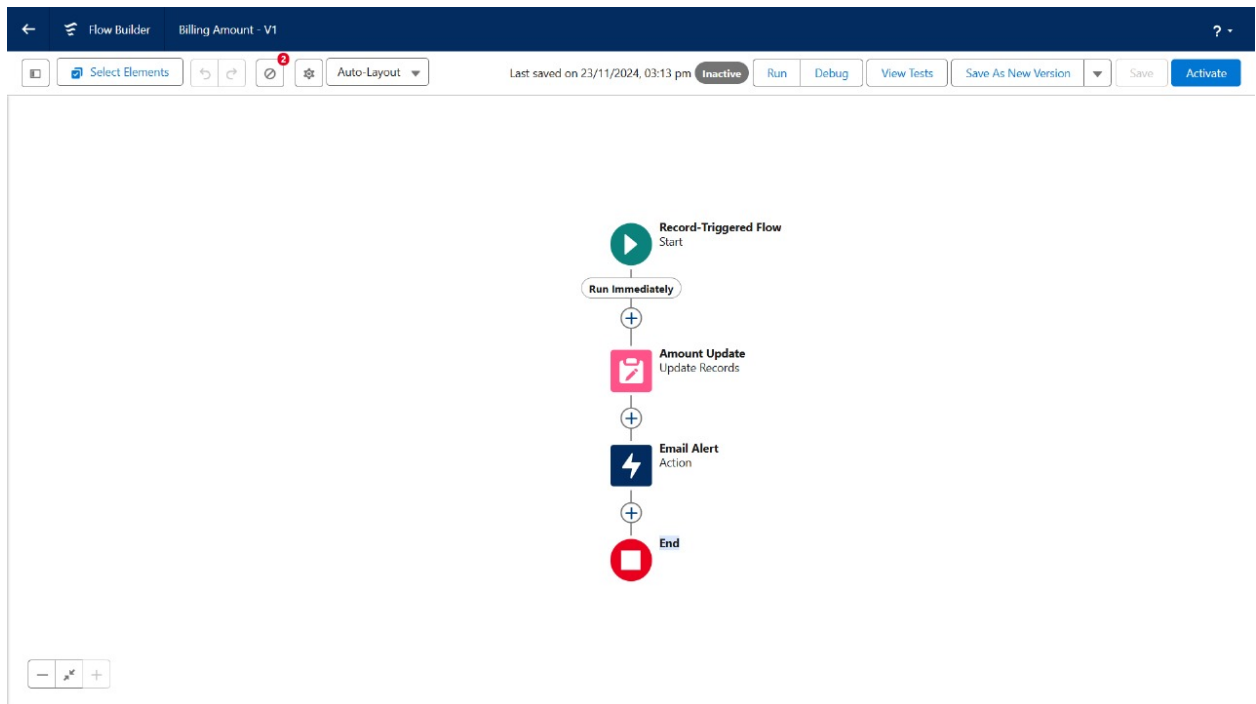 Flow Builder Billing Amount - V1 ?
Select Elements 2 Auto-Layout Last saved on 23/11/2024, 03:13 pm Inactive Run Debug View Tests Save As New Version Save Activate
Record-Triggered Flow
Start
Run Immediately
Amount Update
Update Records
Email Alert
Action
End